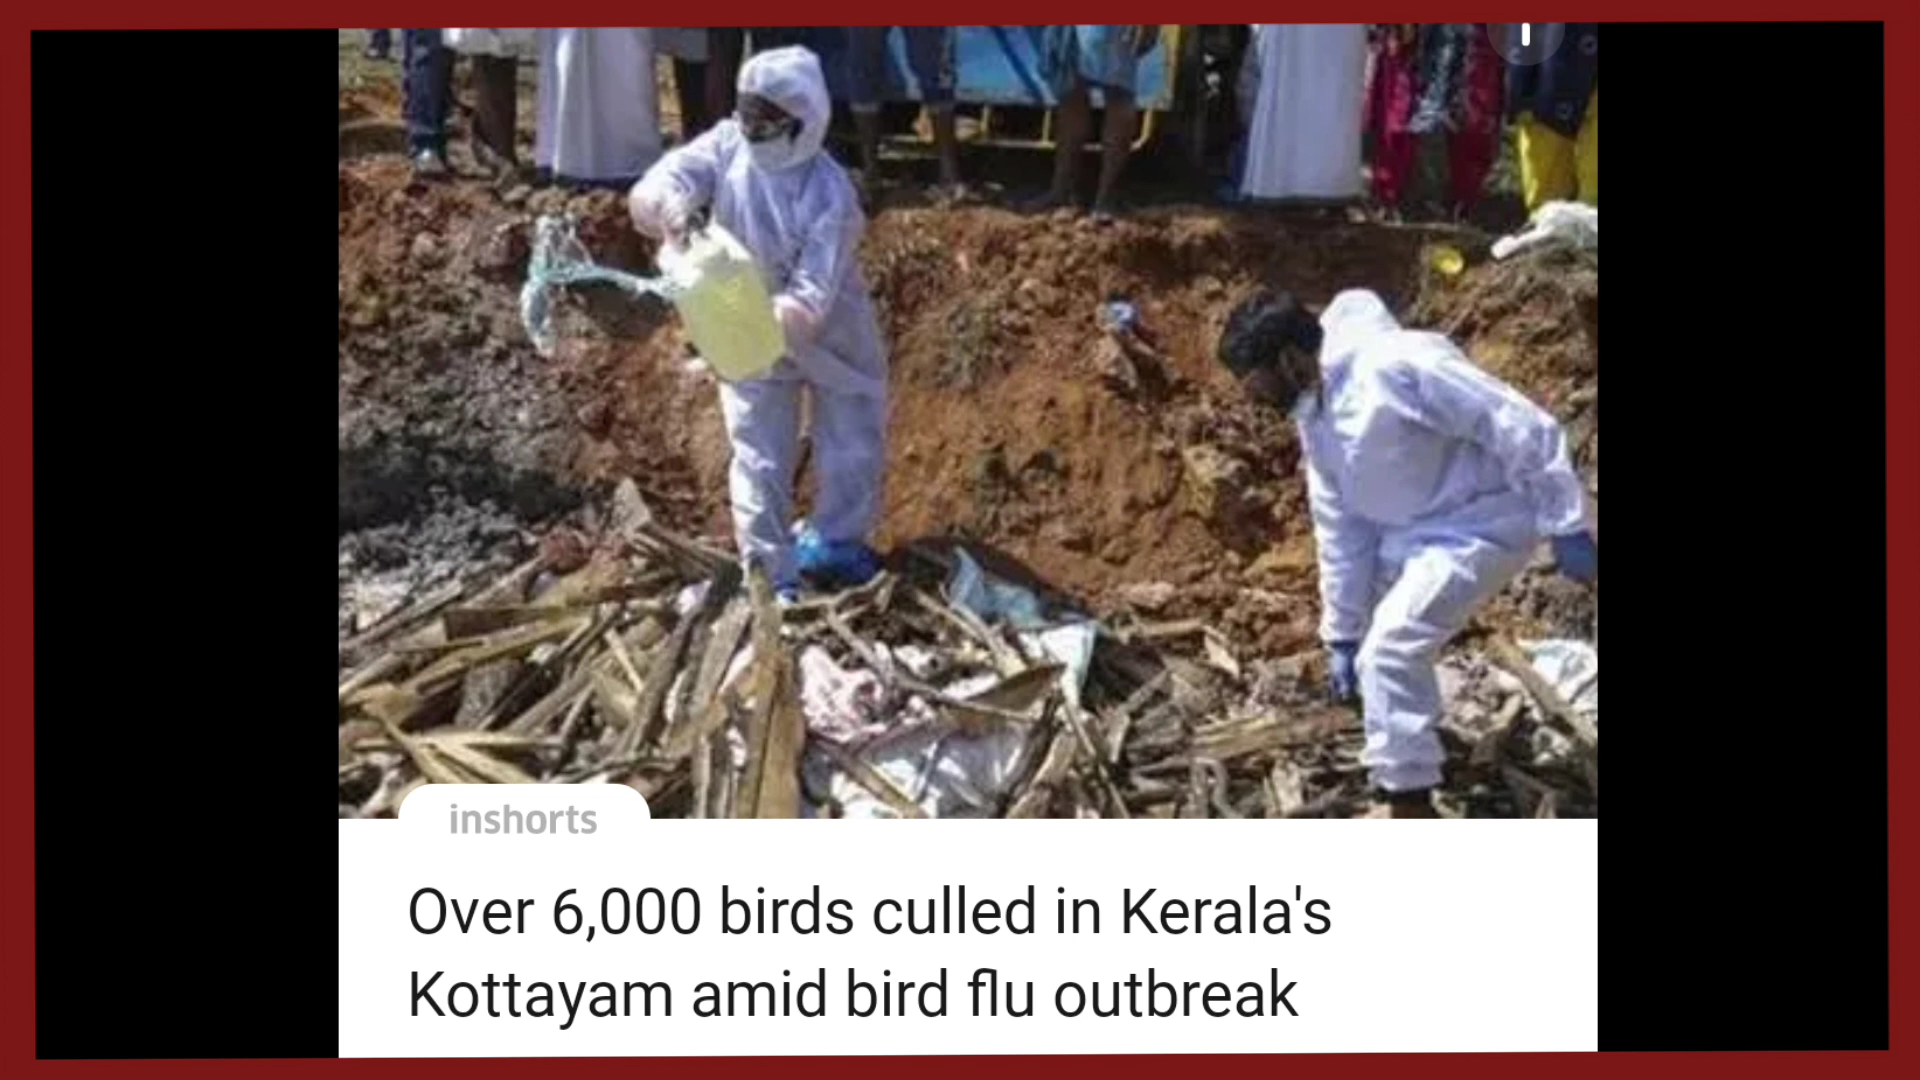 inshorts
Over 6,000 birds culled in Kerala's
Kottayam amid bird flu outbreak